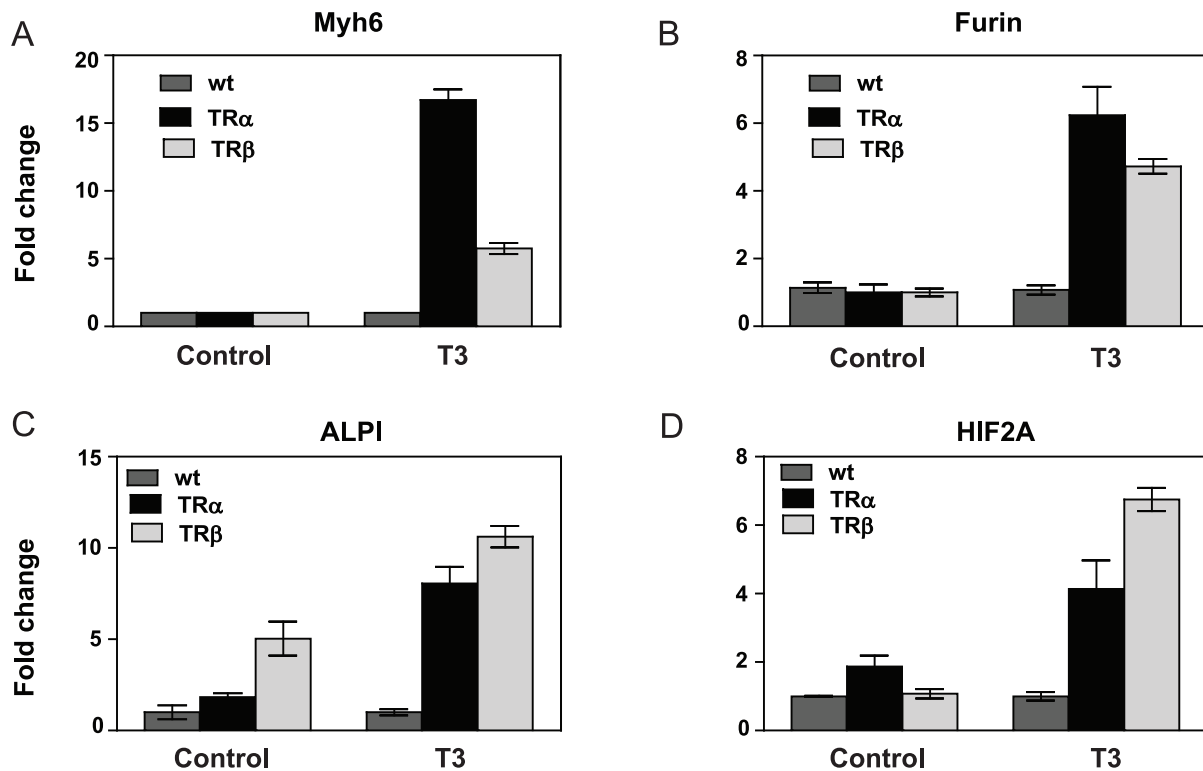 A
Myh6
Fold change
20
15
10
5
0
wt
TRα
TRβ
Control
T3
B
Furin
8
6
4
2
0
wt
TRα
TRβ
Control
T3
C
ALPI
Fold change
15
10
5
0
wt
TRα
TRβ
Control
T3
D
HIF2A
8
6
4
2
0
wt
TRα
TRβ
Control
T3